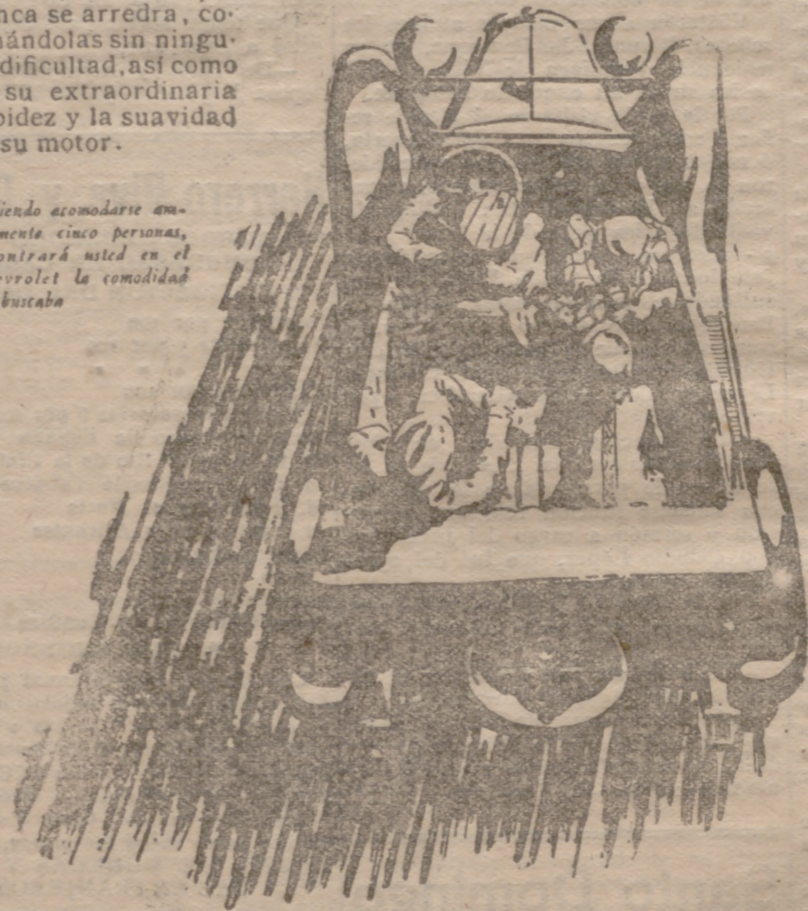 nca se arredra, co-
nándolas sin ningu-
dificultad, así como
su extraordinaria
pidez y la suavidad
su motor.
iendo acomodarse am-
mente cinco personas,
ontrará usted en el
evrolet la comodidad
buscaba